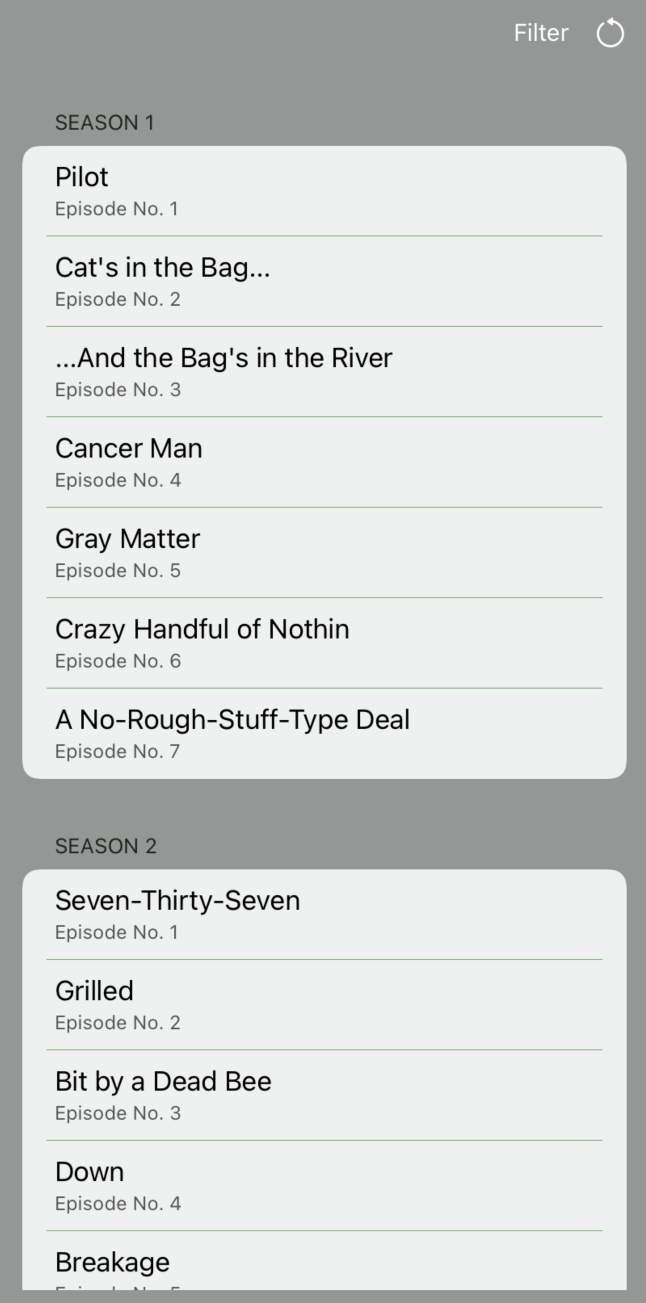 Filter
SEASON 1
Pilot
Episode No. 1
Cat's in the Bag...
Episode No. 2
...And the Bag's in the River
Episode No. 3
Cancer Man
Episode No. 4
Gray Matter
Episode No. 5
Crazy Handful of Nothin
Episode No. 6
A No-Rough-Stuff-Type Deal
Episode No. 7
SEASON 2
Seven-Thirty-Seven
Episode No. 1
Grilled
Episode No. 2
Bit by a Dead Bee
Episode No. 3
Down
Episode No. 4
Breakage